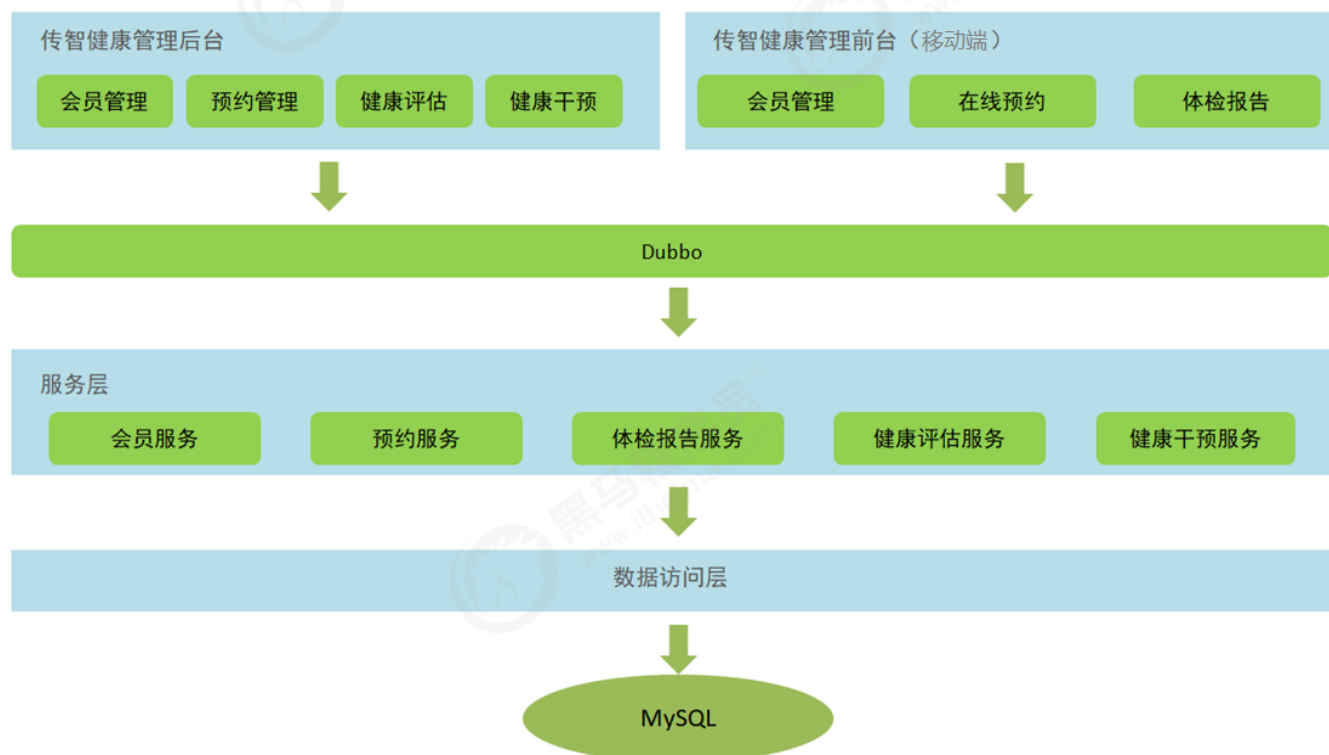 传智健康管理后台
会员管理 预约管理 健康评估 健康干预
传智健康管理前台（移动端）
会员管理 在线预约 体检报告
Dubbo
服务层
会员服务 预约服务 体检报告服务 健康评估服务 健康干预服务
数据访问层
MySQL